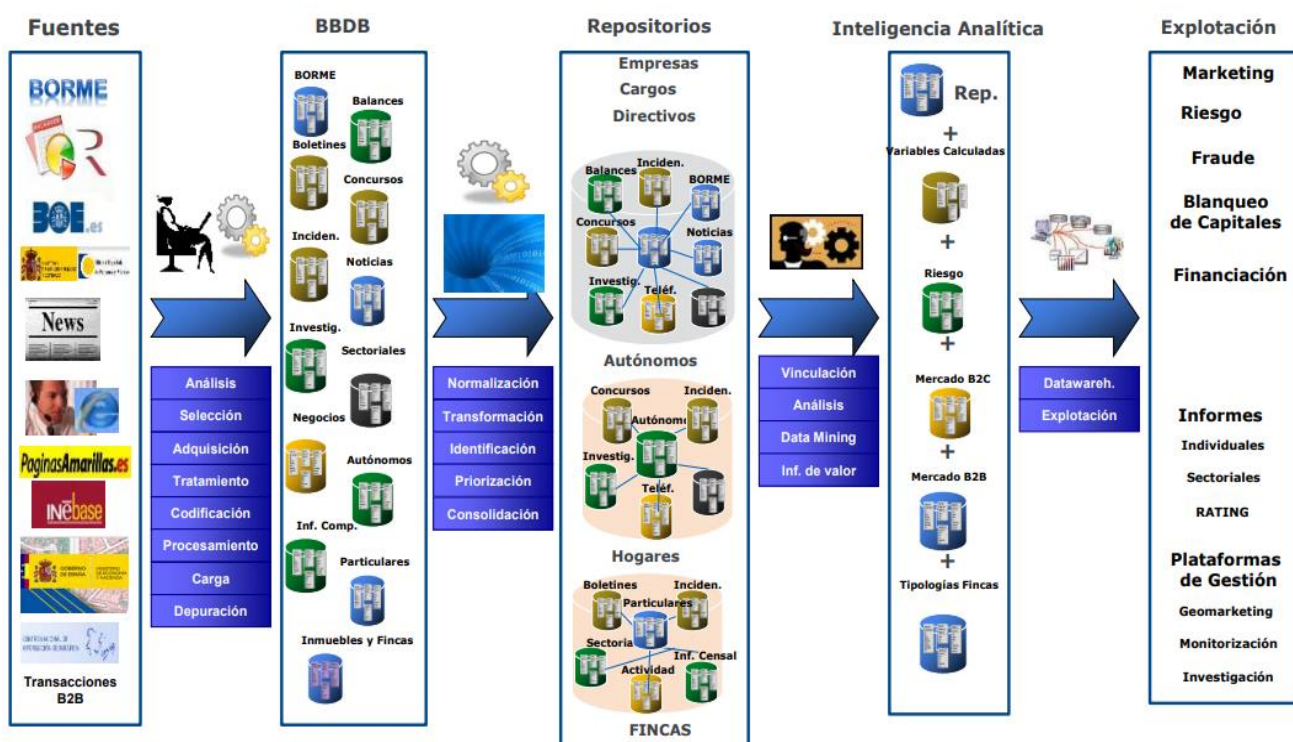 Fuentes
BORME
BOE.es
News
PaginasAmarillas.es
INEbase
GOBIERNO
DE ESPAÑA
Transacciones
B2B
Análisis
Selección
Adquisición
Tratamiento
Codificación
Procesamiento
Carga
Depuración
BBDB
BORME
Balances
Boletines
Concursos
Inciden.
Noticias
Investig.
Sectoriales
Negocios
Autónomos
Inf. Comp.
Particulares
Inmuebles y Fincas
Normalización
Transformación
Identificación
Priorización
Consolidación
Repositorios
Empresas
Cargos
Directivos
Balances
Inciden.
BORME
Concursos
Noticias
Investig.
Teléf.
Autónomos
Concursos
Inciden.
Autónomo
Investig.
Teléf.
Hogares
Boletines
Inciden.
Particulares
Sectoria
Inf. Censal
Actividad
FINCAS
Vinculación
Análisis
Data Mining
Inf. de valor
Inteligencia Analítica
Rep.
+
Variables Calculadas
+
Riesgo
+
Mercado B2C
+
Mercado B2B
+
Tipologías Fincas
Datawareh.
Explotación
Explotación
Marketing
Riesgo
Fraude
Blanqueo
de Capitales
Financiación
Informes
Individuales
Sectoriales
RATING
Plataformas
de Gestión
Geomarketing
Monitorización
Investigación